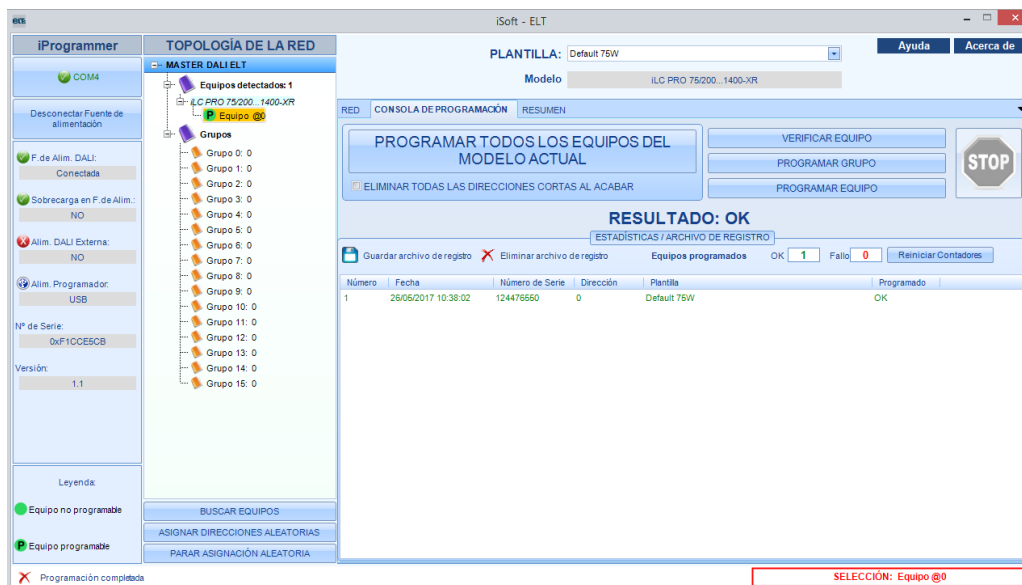 elt
iSoft - ELT
iProgrammer
COM4
Desconectar Fuente de
alimentación
F.de Alim. DALI:
Conectada
Sobrecarga en F.de Alim.:
NO
Alim. DALI Externa:
NO
Alim. Programador:
USB
Nº de Serie:
0xF1CCE5CB
Versión:
1.1
Leyenda:
Equipo no programable
P Equipo programable
TOPOLOGÍA DE LA RED
MASTER DALI ELT
Equipos detectados: 1
iLC PRO 75/200...1400-XR
P Equipo @0
Grupos
Grupo 0: 0
Grupo 1: 0
Grupo 2: 0
Grupo 3: 0
Grupo 4: 0
Grupo 5: 0
Grupo 6: 0
Grupo 7: 0
Grupo 8: 0
Grupo 9: 0
Grupo 10: 0
Grupo 11: 0
Grupo 12: 0
Grupo 13: 0
Grupo 14: 0
Grupo 15: 0
BUSCAR EQUIPOS
ASIGNAR DIRECCIONES ALEATORIAS
PARAR ASIGNACIÓN ALEATORIA
PLANTILLA: Default 75W
Modelo iLC PRO 75/200...1400-XR
Ayuda Acerca de
RED CONSOLA DE PROGRAMACIÓN RESUMEN
PROGRAMAR TODOS LOS EQUIPOS DEL
MODELO ACTUAL
ELIMINAR TODAS LAS DIRECCIONES CORTAS AL ACABAR
VERIFICAR EQUIPO
PROGRAMAR GRUPO
PROGRAMAR EQUIPO
STOP
RESULTADO: OK
ESTADÍSTICAS / ARCHIVO DE REGISTRO
Guardar archivo de registro Eliminar archivo de registro Equipos programados OK 1 Fallo 0 Reiniciar Contadores
Número Fecha Número de Serie Dirección Plantilla Programado
1 26/05/2017 10:38:02 124476550 0 Default 75W OK
Programación completada
SELECCIÓN: Equipo @0